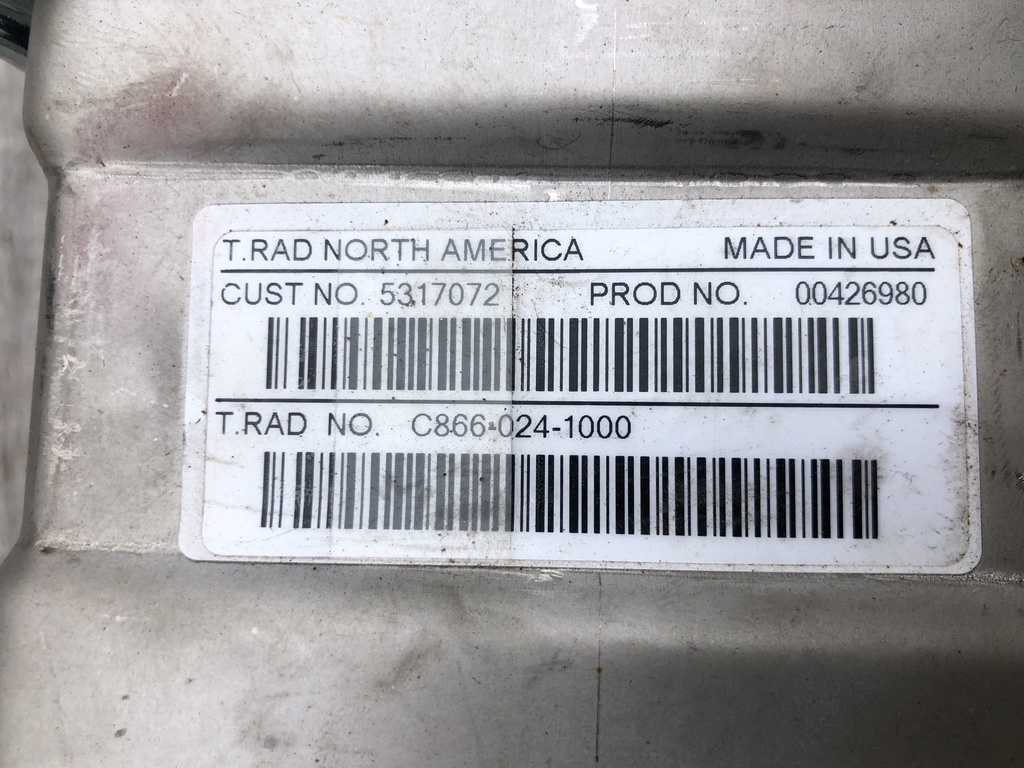 T.RAD NORTH AMERICA MADE IN USA
CUST NO. 5317072 PROD NO. 00426980
T.RAD NO. C866-024-1000